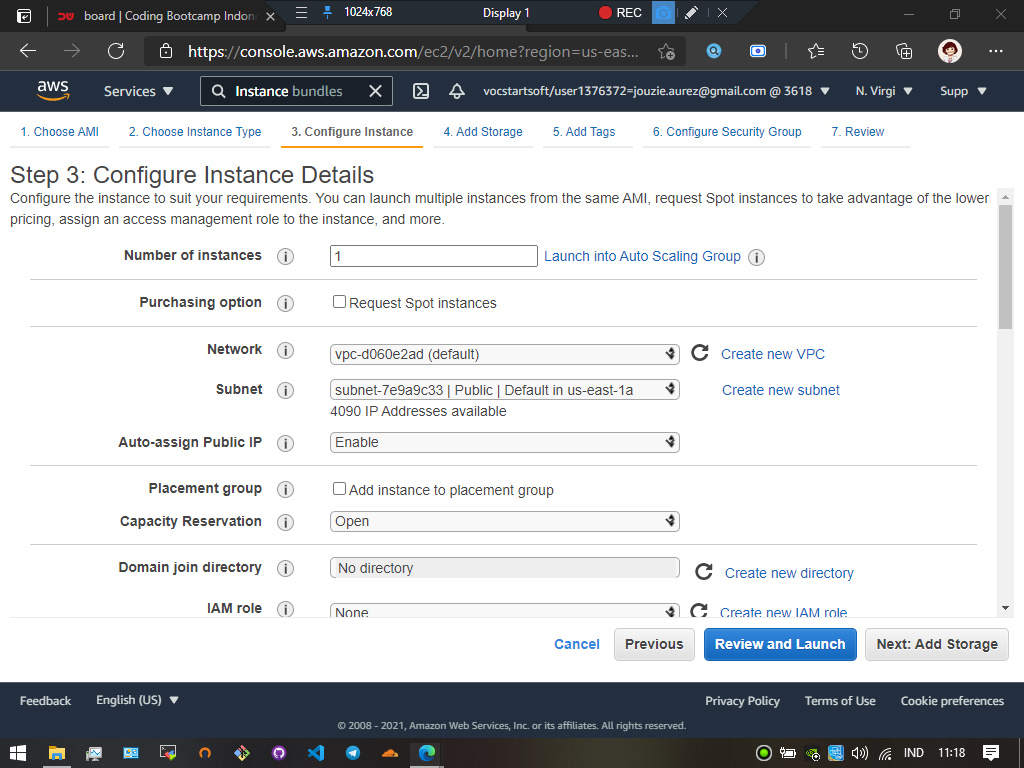 board | Coding Bootcamp Indon
1024x768
Display 1
REC
https://console.aws.amazon.com/ec2/v2/home?region=us-eas...
aws
Services
Instance bundles
vocstartsoft/user1376372=jouzie.aurez@gmail.com @ 3618
N. Virgi
Supp
1. Choose AMI
2. Choose Instance Type
3. Configure Instance
4. Add Storage
5. Add Tags
6. Configure Security Group
7. Review
Step 3: Configure Instance Details
Configure the instance to suit your requirements. You can launch multiple instances from the same AMI, request Spot instances to take advantage of the lower
pricing, assign an access management role to the instance, and more.
Number of instances
1
Launch into Auto Scaling Group
Purchasing option
Request Spot instances
Network
vpc-d060e2ad (default)
Create new VPC
Subnet
subnet-7e9a9c33 | Public | Default in us-east-1a
Create new subnet
4090 IP Addresses available
Auto-assign Public IP
Enable
Placement group
Add instance to placement group
Capacity Reservation
Open
Domain join directory
No directory
Create new directory
IAM role
None
Create new IAM role
Cancel
Previous
Review and Launch
Next: Add Storage
Feedback
English (US)
Privacy Policy
Terms of Use
Cookie preferences
© 2008 - 2021, Amazon Web Services, Inc. or its affiliates. All rights reserved.
IND
11:18